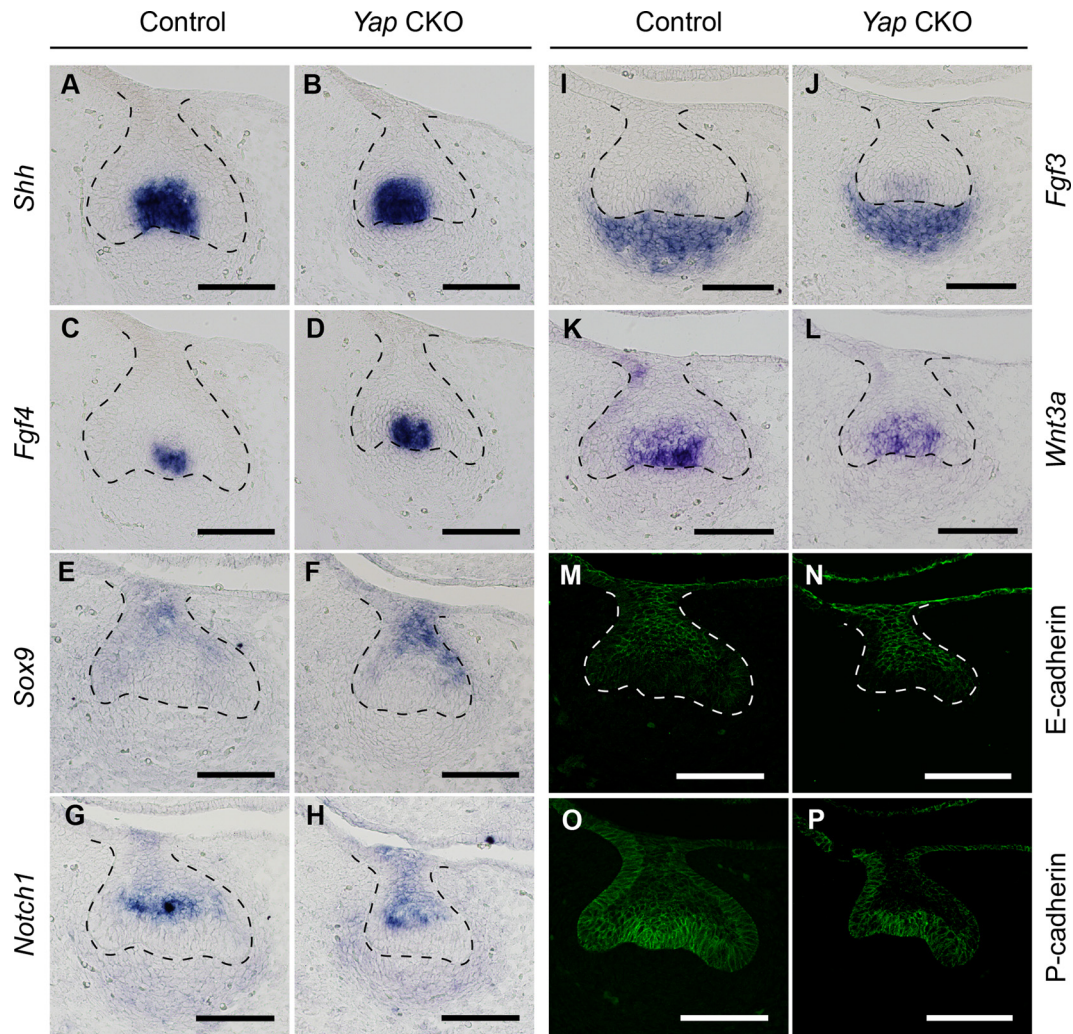 Control Yap CKO Control Yap CKO
A B I J
Shh Fgf3
C D K L
Fgf4 Wnt3a
E F M N
Sox9 E-cadherin
G H O P
Notch1 P-cadherin